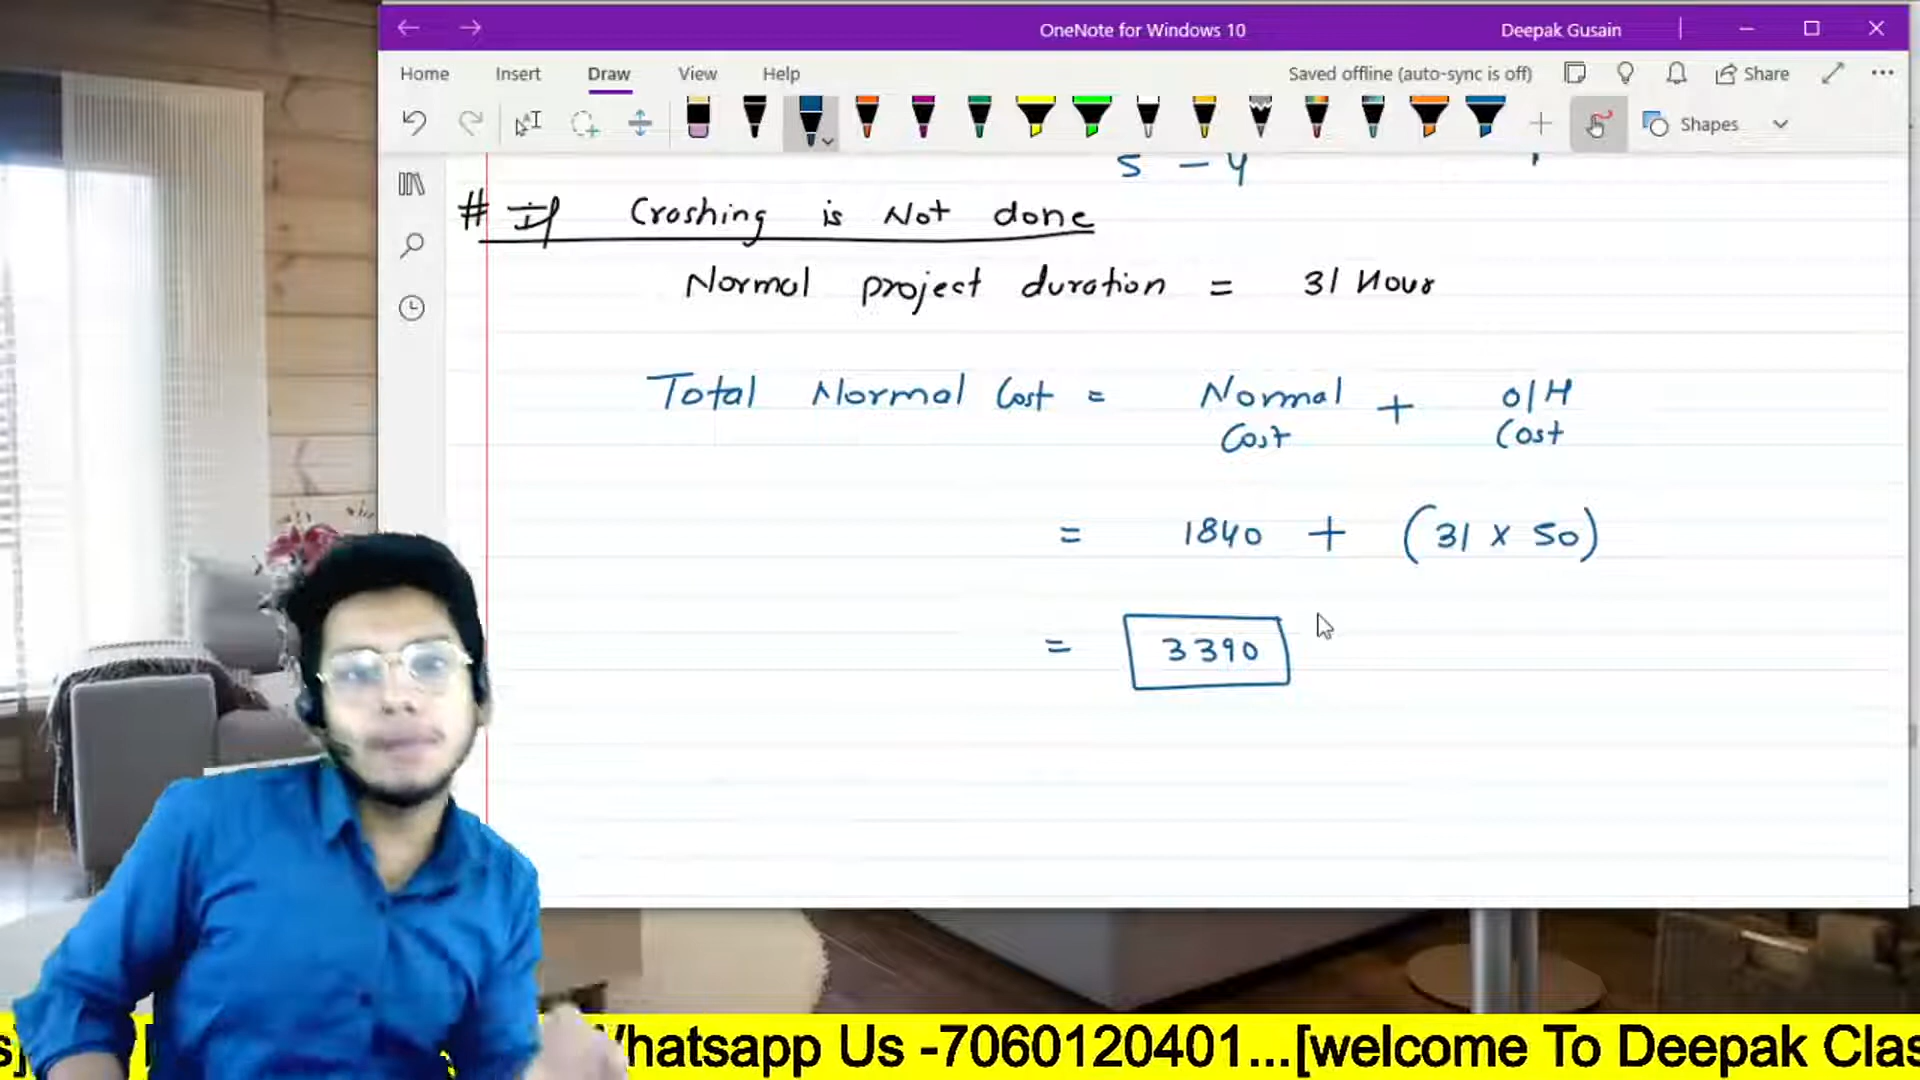 OneNote for Windows 10
Deepak Gusain
Home Insert Draw View Help
Saved offline (auto-sync is off) Share
Shapes
5 - 4
# If Crashing is Not done
Normal project duration = 31 Hour
Total Normal Cost = Normal Cost + O/H Cost
= 1840 + (31 x 50)
= 3390
Whatsapp Us -7060120401...[welcome To Deepak Clas